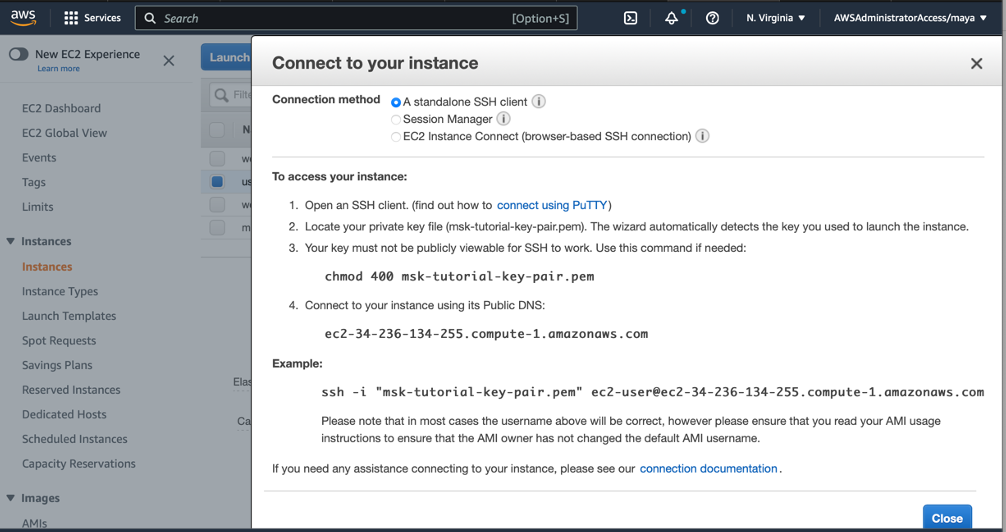 aws Services Search [Option+S] N. Virginia AWSAdministratorAccess/maya
New EC2 Experience
Learn more
EC2 Dashboard
EC2 Global View
Events
Tags
Limits
Instances
Instances
Instance Types
Launch Templates
Spot Requests
Savings Plans
Reserved Instances
Dedicated Hosts
Scheduled Instances
Capacity Reservations
Images
AMIs
Launch
Connect to your instance
Connection method
A standalone SSH client
Session Manager
EC2 Instance Connect (browser-based SSH connection)
To access your instance:
1. Open an SSH client. (find out how to connect using PuTTY)
2. Locate your private key file (msk-tutorial-key-pair.pem). The wizard automatically detects the key you used to launch the instance.
3. Your key must not be publicly viewable for SSH to work. Use this command if needed:
chmod 400 msk-tutorial-key-pair.pem
4. Connect to your instance using its Public DNS:
ec2-34-236-134-255.compute-1.amazonaws.com
Example:
ssh -i "msk-tutorial-key-pair.pem" ec2-user@ec2-34-236-134-255.compute-1.amazonaws.com
Please note that in most cases the username above will be correct, however please ensure that you read your AMI usage
instructions to ensure that the AMI owner has not changed the default AMI username.
If you need any assistance connecting to your instance, please see our connection documentation.
Close